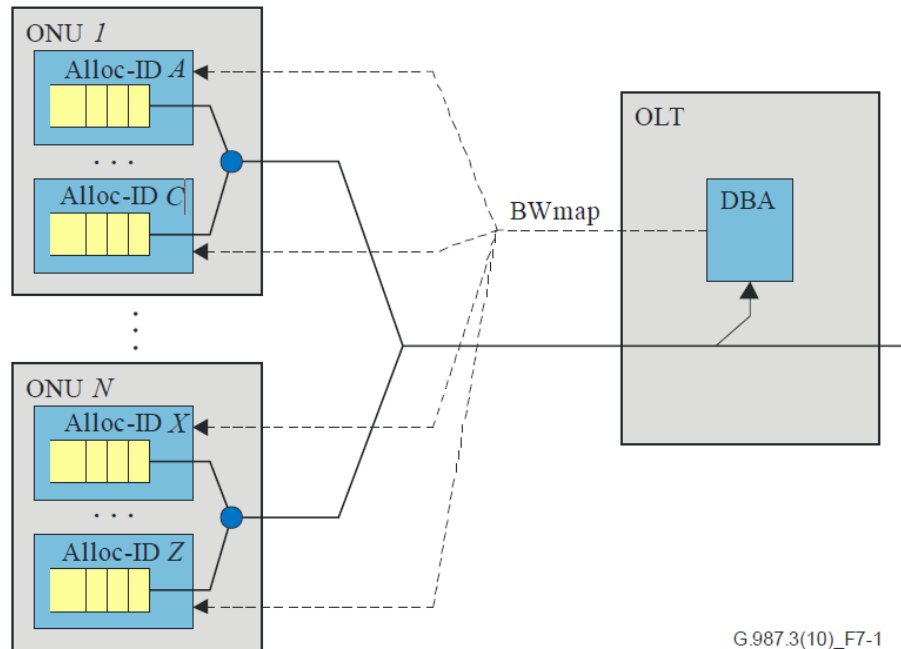 ONU 1
Alloc-ID A
. . .
Alloc-ID C
ONU N
Alloc-ID X
. . .
Alloc-ID Z
BWmap
OLT
DBA
G.987.3(10)_F7-1